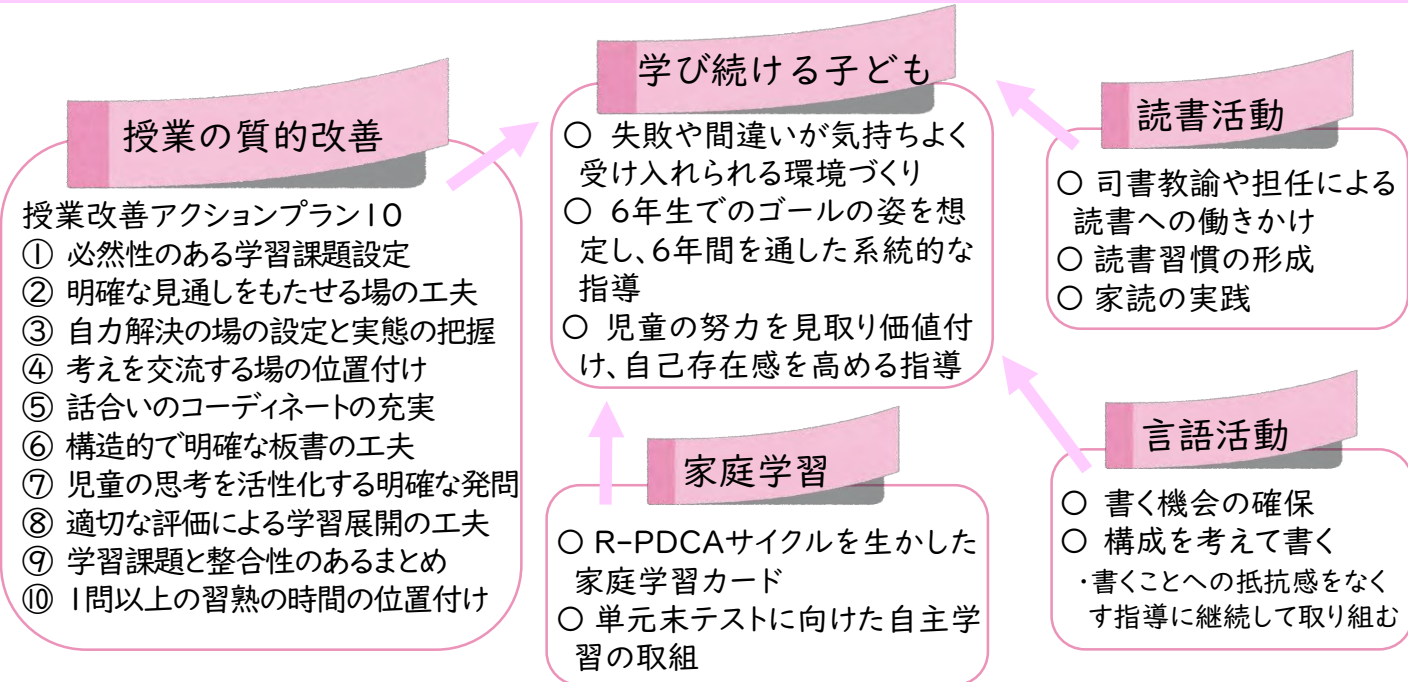 授業の質的改善
授業改善アクションプラン10
① 必然性のある学習課題設定
② 明確な見通しをもたせる場の工夫
③ 自力解決の場の設定と実態の把握
④ 考えを交流する場の位置付け
⑤ 話合いのコーディネートの充実
⑥ 構造的で明確な板書の工夫
⑦ 児童の思考を活性化する明確な発問
⑧ 適切な評価による学習展開の工夫
⑨ 学習課題と整合性のあるまとめ
⑩ 1問以上の習熟の時間の位置付け
学び続ける子ども
○ 失敗や間違いが気持ちよく
受け入れられる環境づくり
○ 6年生でのゴールの姿を想
定し、6年間を通した系統的な
指導
○ 児童の努力を見取り価値付
け、自己存在感を高める指導
家庭学習
○ R-PDCAサイクルを生かした
家庭学習カード
○ 単元末テストに向けた自主学
習の取組
読書活動
○ 司書教諭や担任による
読書への働きかけ
○ 読書習慣の形成
○ 家読の実践
言語活動
○ 書く機会の確保
○ 構成を考えて書く
・書くことへの抵抗感をなく
す指導に継続して取り組む